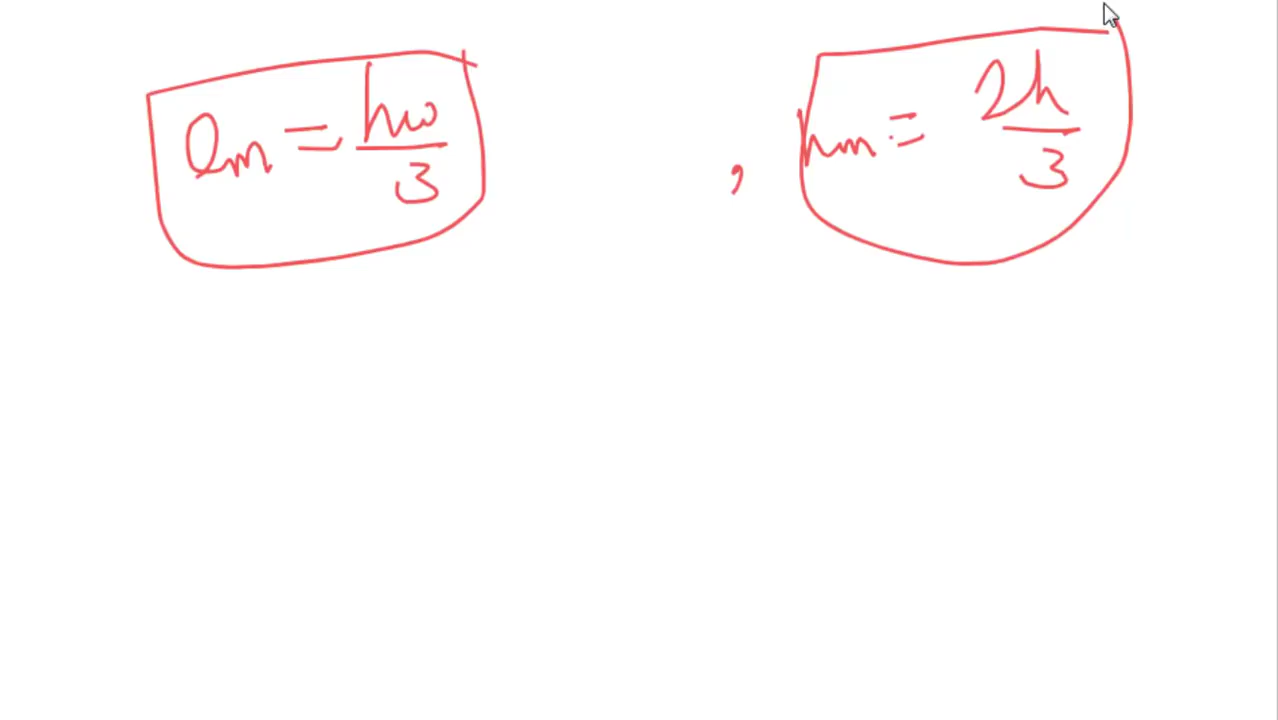 lm = hω/3 , hm = 2h/3